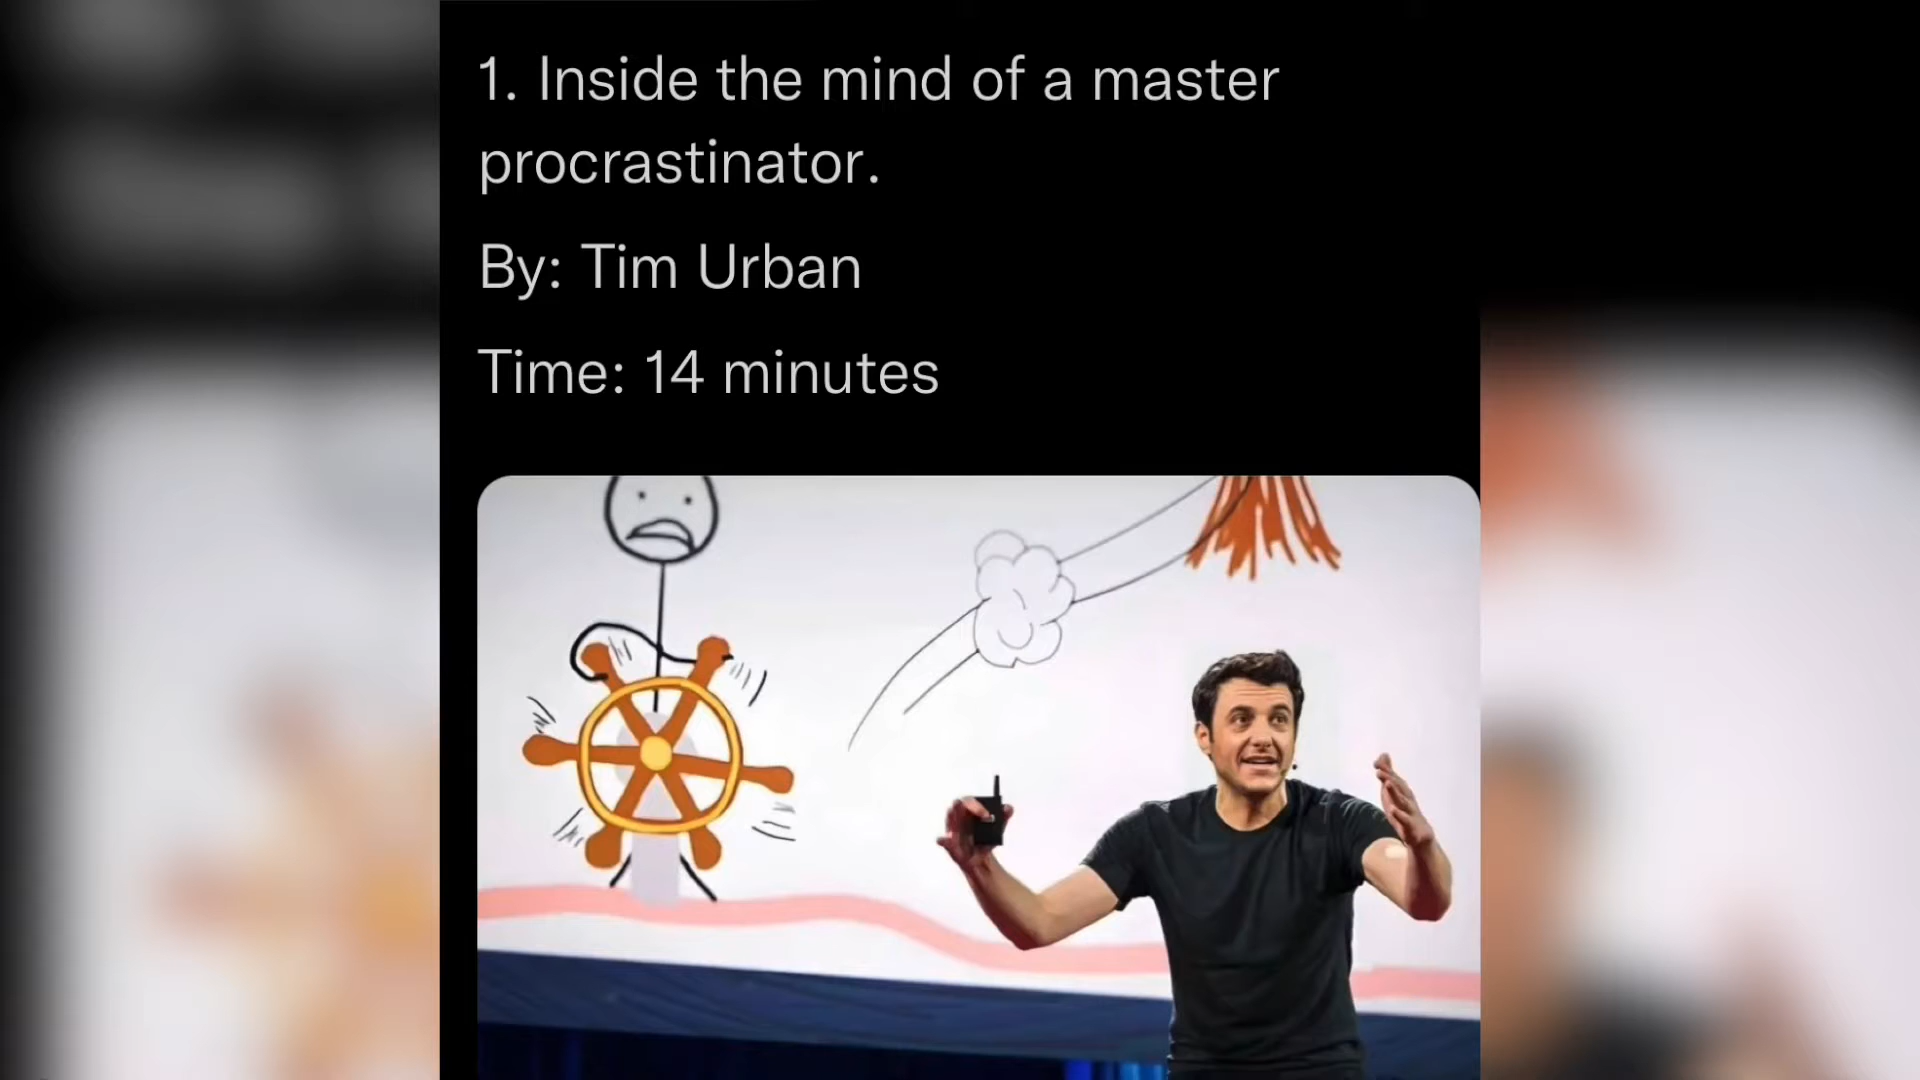 1. Inside the mind of a master
procrastinator.
By: Tim Urban
Time: 14 minutes